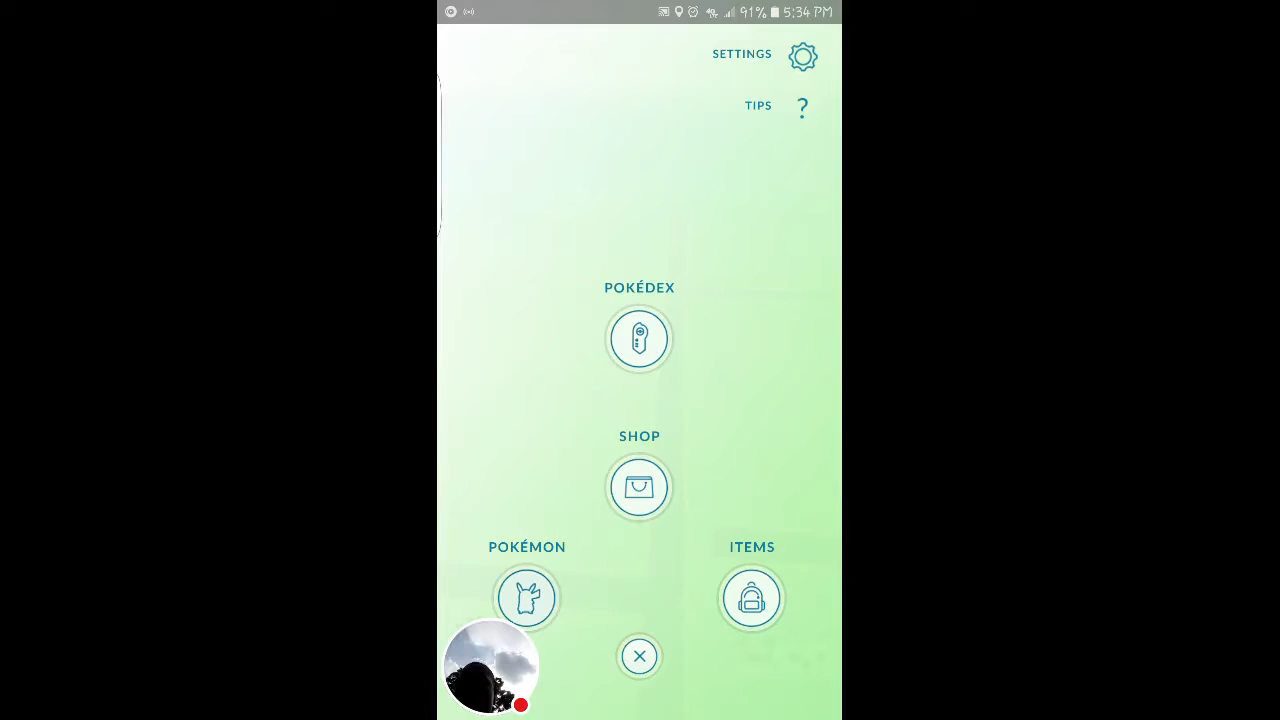 91% 5:34 PM
SETTINGS
TIPS ?
POKÉDEX
SHOP
POKÉMON
ITEMS